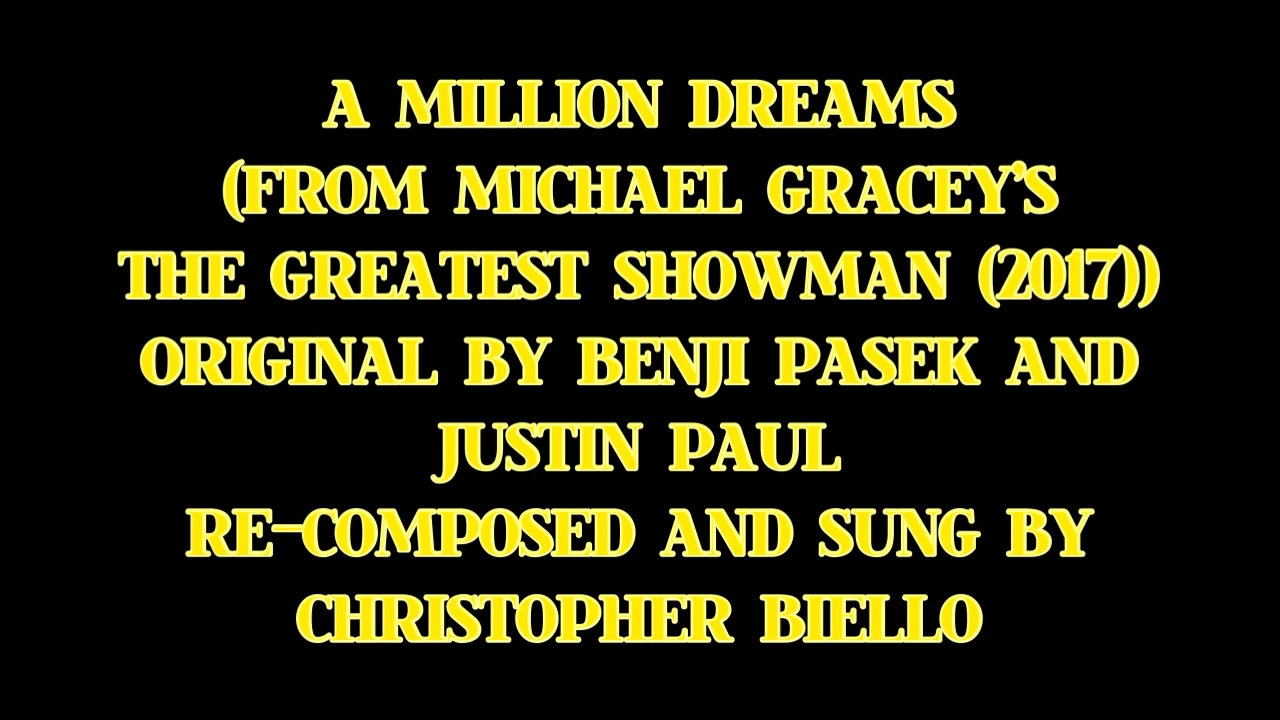 A MILLION DREAMS
(FROM MICHAEL GRACEY'S
THE GREATEST SHOWMAN (2017))
ORIGINAL BY BENJI PASEK AND
JUSTIN PAUL
RE-COMPOSED AND SUNG BY
CHRISTOPHER BIELLO